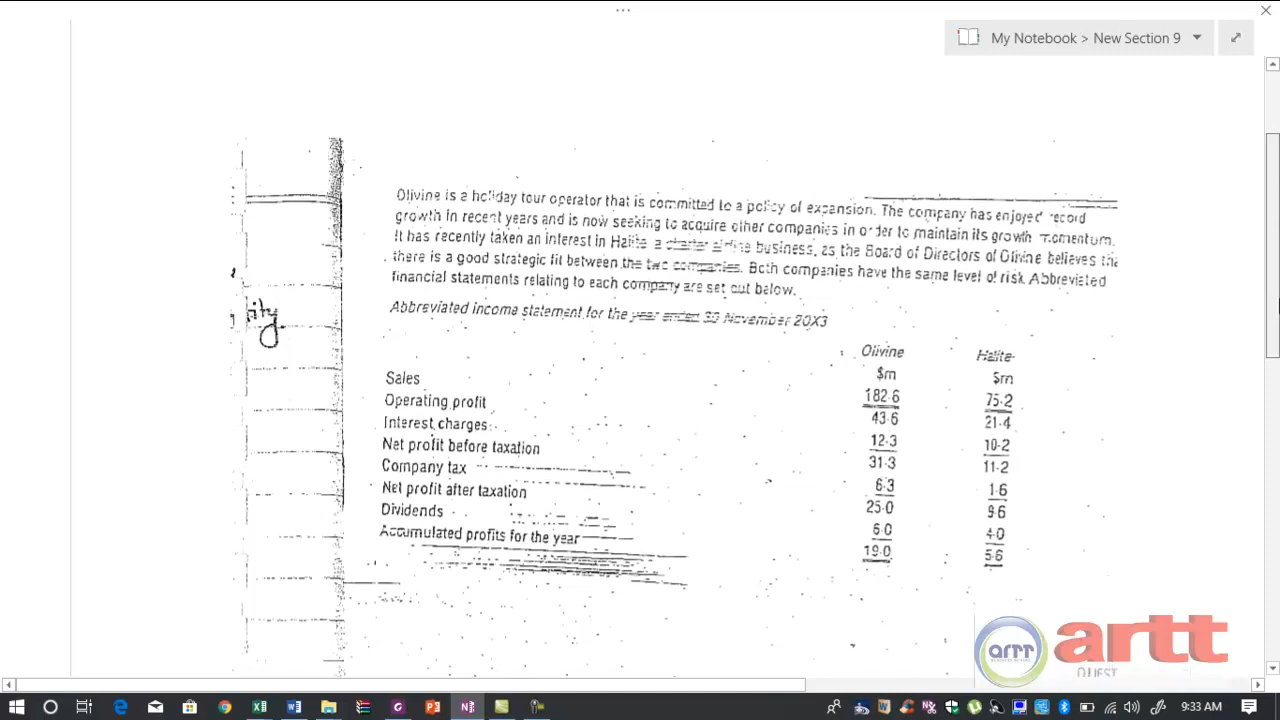 My Notebook > New Section 9
Olivine is a holiday tour operator that is committed to a policy of expansion. The company has enjoyed record
growth in recent years and is now seeking to acquire other companies in order to maintain its growth momentum.
It has recently taken an interest in Halite a charter airline business, as the Board of Directors of Olivine believes
there is a good strategic fit between the two companies. Both companies have the same level of risk. Abbreviated
financial statements relating to each company are set out below.
Abbreviated income statement for the year ended 30 November 20X3
Olivine Halite
$m $m
Sales 182.6 75.2
Operating profit 43.6 21.4
Interest charges 12.3 10.2
Net profit before taxation 31.3 11.2
Company tax 6.3 1.6
Net profit after taxation 25.0 9.6
Dividends 6.0 4.0
Accumulated profits for the year 19.0 5.6
ity
artt
artt
QUEST
9:33 AM